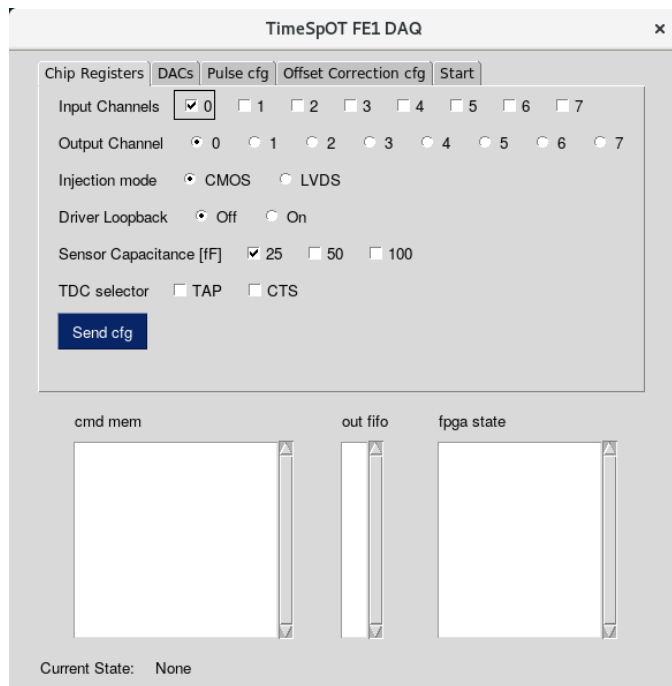 TimeSpOT FE1 DAQ ×
Chip Registers DACs Pulse cfg Offset Correction cfg Start
Input Channels 0 1 2 3 4 5 6 7
Output Channel 0 1 2 3 4 5 6 7
Injection mode CMOS LVDS
Driver Loopback Off On
Sensor Capacitance [fF] 25 50 100
TDC selector TAP CTS
Send cfg
cmd mem out fifo fpga state
Current State: None